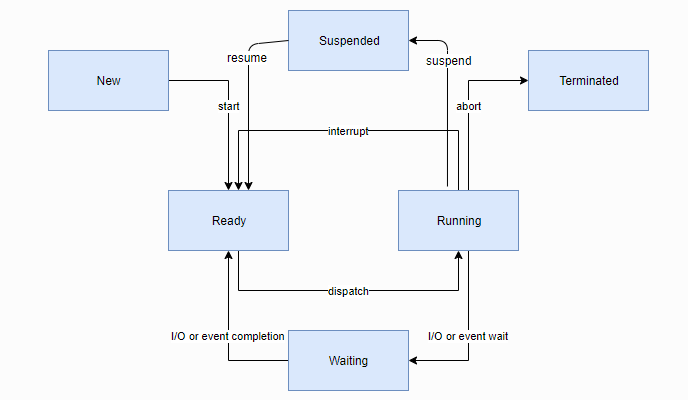 Suspended
resume
suspend
New
Terminated
start
abort
interrupt
Ready
Running
dispatch
I/O or event completion
I/O or event wait
Waiting